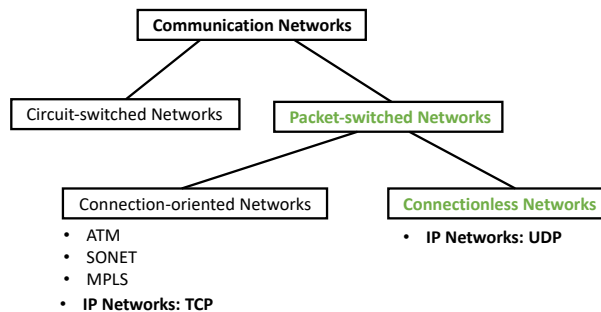 Communication Networks
Circuit-switched Networks
Packet-switched Networks
Connection-oriented Networks
Connectionless Networks
• ATM
• SONET
• MPLS
• IP Networks: TCP
• IP Networks: UDP